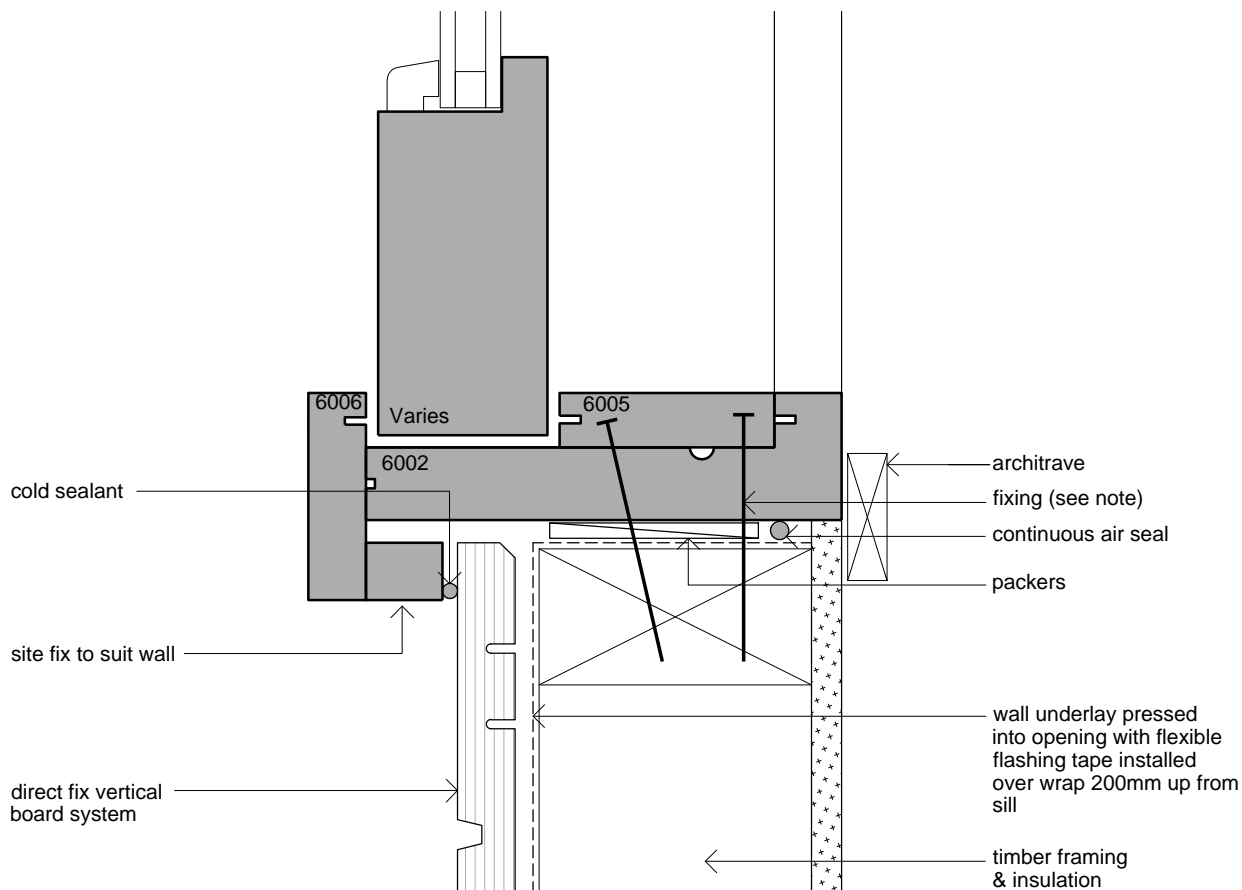 6006
Varies
6005
6002
cold sealant
site fix to suit wall
direct fix vertical
board system
architrave
fixing (see note)
continuous air seal
packers
wall underlay pressed
into opening with flexible
flashing tape installed
over wrap 200mm up from
sill
timber framing
& insulation